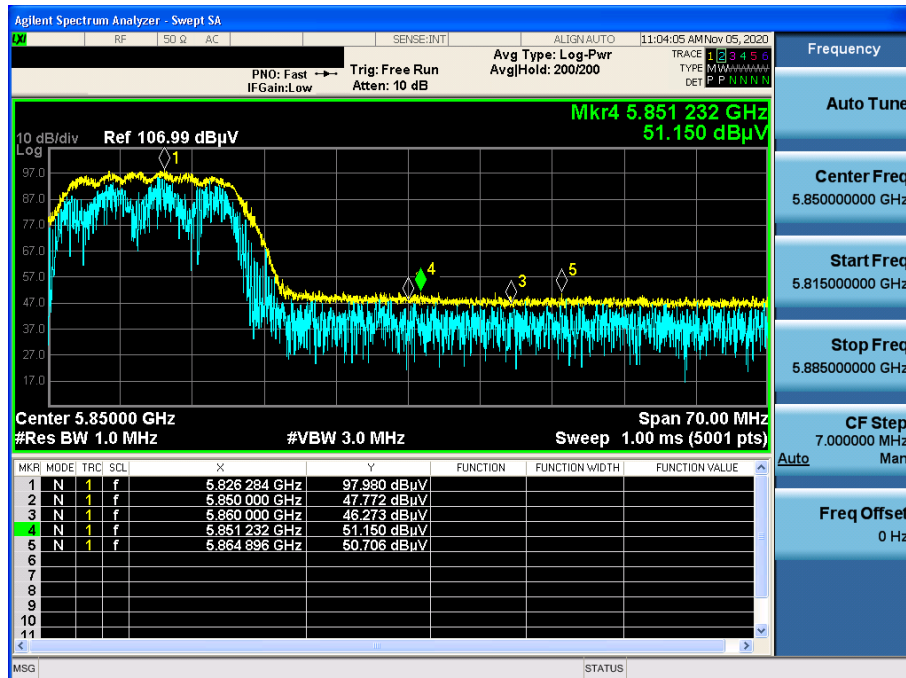 Agilent Spectrum Analyzer - Swept SA
LXI RF 50 Ω AC SENSE:INT ALIGN AUTO 11:04:05 AM Nov 05, 2020
PNO: Fast Trig: Free Run Avg Type: Log-Pwr TRACE 1 2 3 4 5 6
IFGain:Low Atten: 10 dB Avg|Hold: 200/200 TYPE MWWWWW
DET P P N N N N
Mkr4 5.851 232 GHz
51.150 dBµV
10 dB/div Ref 106.99 dBµV
Log
97.0
87.0
77.0
67.0
57.0
47.0
37.0
27.0
17.0
1
4
3
5
Center 5.85000 GHz Span 70.00 MHz
#Res BW 1.0 MHz #VBW 3.0 MHz Sweep 1.00 ms (5001 pts)
MKR MODE TRC SCL X Y FUNCTION FUNCTION WIDTH FUNCTION VALUE
1 N 1 f 5.826 284 GHz 97.980 dBµV
2 N 1 f 5.850 000 GHz 47.772 dBµV
3 N 1 f 5.860 000 GHz 46.273 dBµV
4 N 1 f 5.851 232 GHz 51.150 dBµV
5 N 1 f 5.864 896 GHz 50.706 dBµV
6
7
8
9
10
11
MSG STATUS
Frequency
Auto Tune
Center Freq
5.850000000 GHz
Start Freq
5.815000000 GHz
Stop Freq
5.885000000 GHz
CF Step
7.000000 MHz
Auto Man
Freq Offset
0 Hz